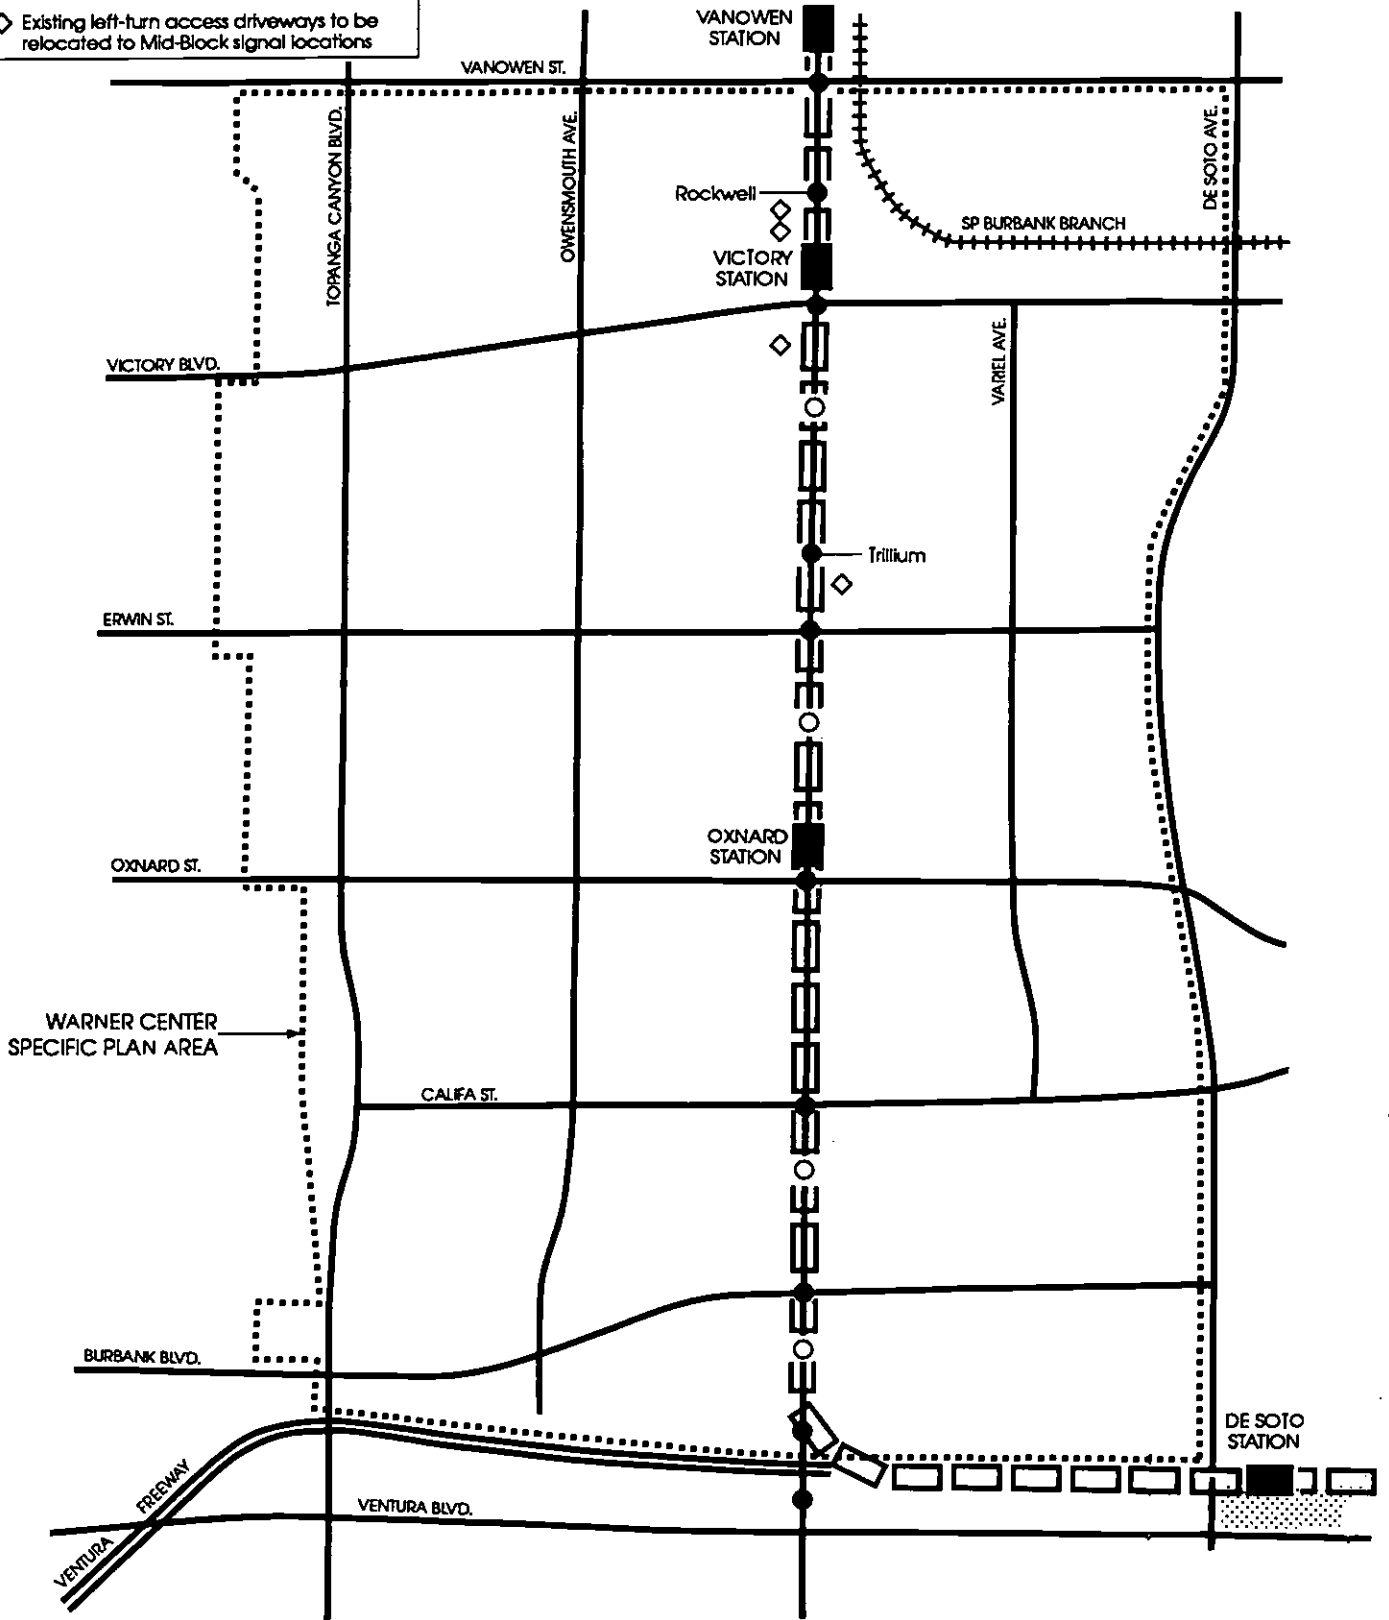 Existing left-turn access driveways to be
relocated to Mid-Block signal locations
VANOWEN
STATION
VANOWEN ST.
TOPANGA CANYON BLVD.
OWENSMOUTH AVE.
DE SOTO AVE.
Rockwell
SP BURBANK BRANCH
VICTORY
STATION
VICTORY BLVD.
VARIEL AVE.
Trillium
ERWIN ST.
OXNARD
STATION
OXNARD ST.
WARNER CENTER
SPECIFIC PLAN AREA
CALIFA ST.
BURBANK BLVD.
DE SOTO
STATION
VENTURA FREEWAY
VENTURA BLVD.